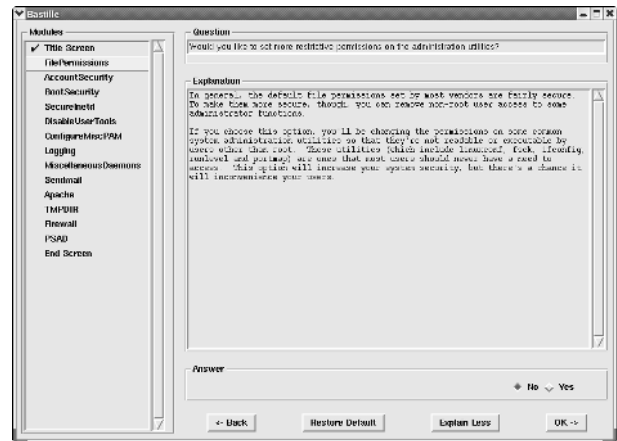 Bastille
Modules
Title Screen
FilePermissions
AccountSecurity
BootSecurity
SecureInetd
DisableUserTools
ConfigureMiscPAM
Logging
MiscellaneousDaemons
Sendmail
Apache
TMPDIR
Firewall
PSAD
End Screen
Question
Would you like to set more restrictive permissions on the administration utilities?
Explanation
In general, the default file permissions set by most vendors are fairly secure.
To make them more secure, though, you can remove non-root user access to some
administrator functions.
If you choose this option, you'll be changing the permissions on some common
system administration utilities so that they're not readable or executable by
users other than root. These utilities (which include linuxconf, fsck, ifconfig,
runlevel and portmap) are ones that most users should never have a need to
access. This option will increase your system security, but there's a chance it
will inconvenience your users.
Answer
No Yes
<- Back Restore Default Explain Less OK ->